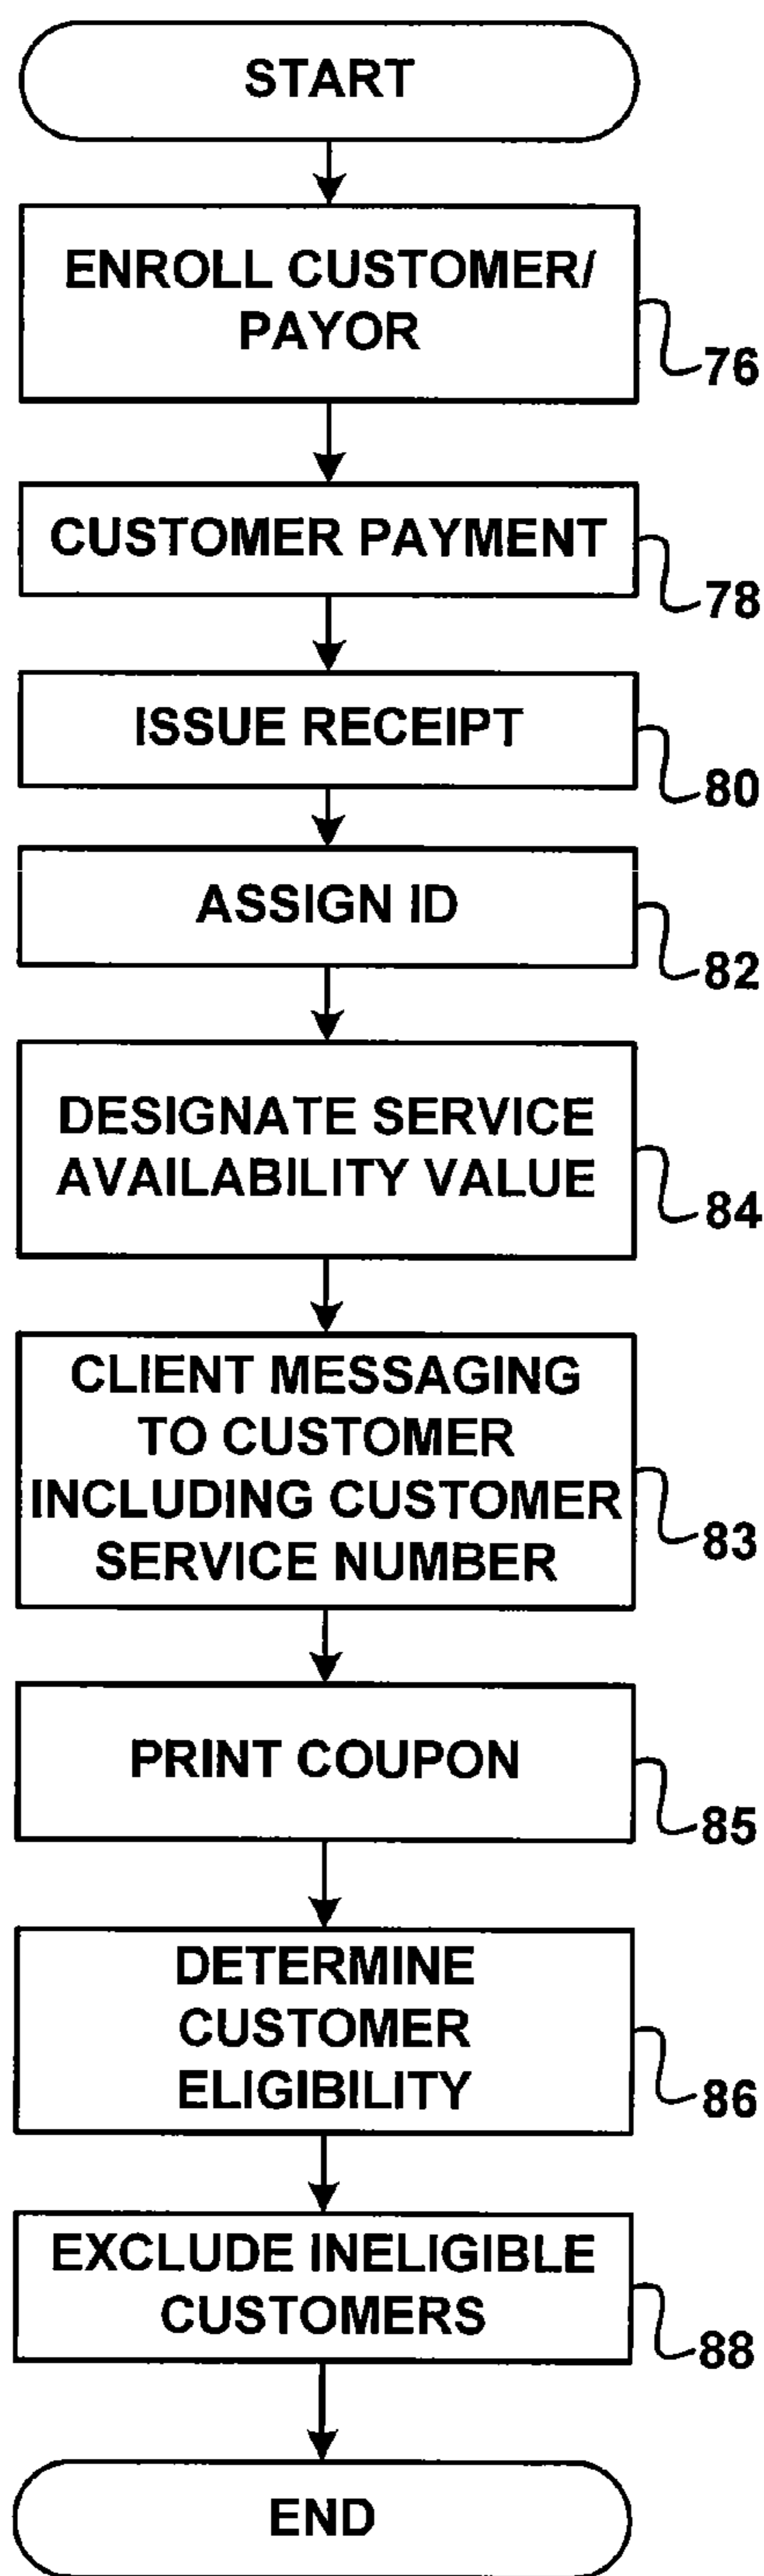 START
ENROLL CUSTOMER/
PAYOR
76
CUSTOMER PAYMENT
78
ISSUE RECEIPT
80
ASSIGN ID
82
DESIGNATE SERVICE
AVAILABILITY VALUE
84
CLIENT MESSAGING
TO CUSTOMER
INCLUDING CUSTOMER
SERVICE NUMBER
83
PRINT COUPON
85
DETERMINE
CUSTOMER
ELIGIBILITY
86
EXCLUDE INELIGIBLE
CUSTOMERS
88
END